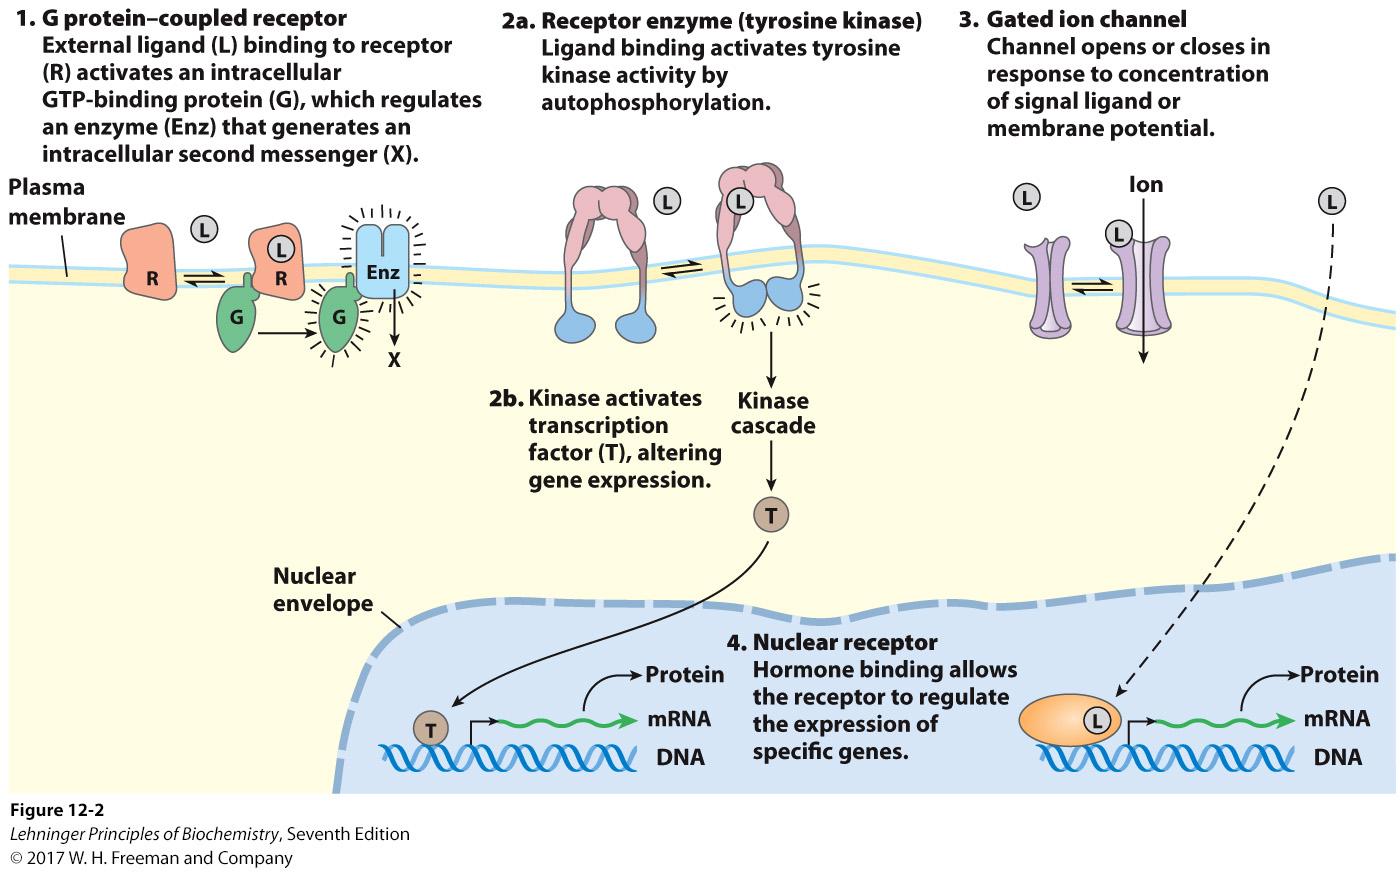 1. G protein–coupled receptor
External ligand (L) binding to receptor
(R) activates an intracellular
GTP-binding protein (G), which regulates
an enzyme (Enz) that generates an
intracellular second messenger (X).
2a. Receptor enzyme (tyrosine kinase)
Ligand binding activates tyrosine
kinase activity by
autophosphorylation.
3. Gated ion channel
Channel opens or closes in
response to concentration
of signal ligand or
membrane potential.
Plasma
membrane
R
L
L
R
G
G
Enz
X
L
L
L
Ion
L
L
2b. Kinase activates
transcription
factor (T), altering
gene expression.
Kinase
cascade
T
Nuclear
envelope
4. Nuclear receptor
Hormone binding allows
the receptor to regulate
the expression of
specific genes.
T
Protein
mRNA
DNA
L
Protein
mRNA
DNA
Figure 12-2
Lehninger Principles of Biochemistry, Seventh Edition
© 2017 W. H. Freeman and Company